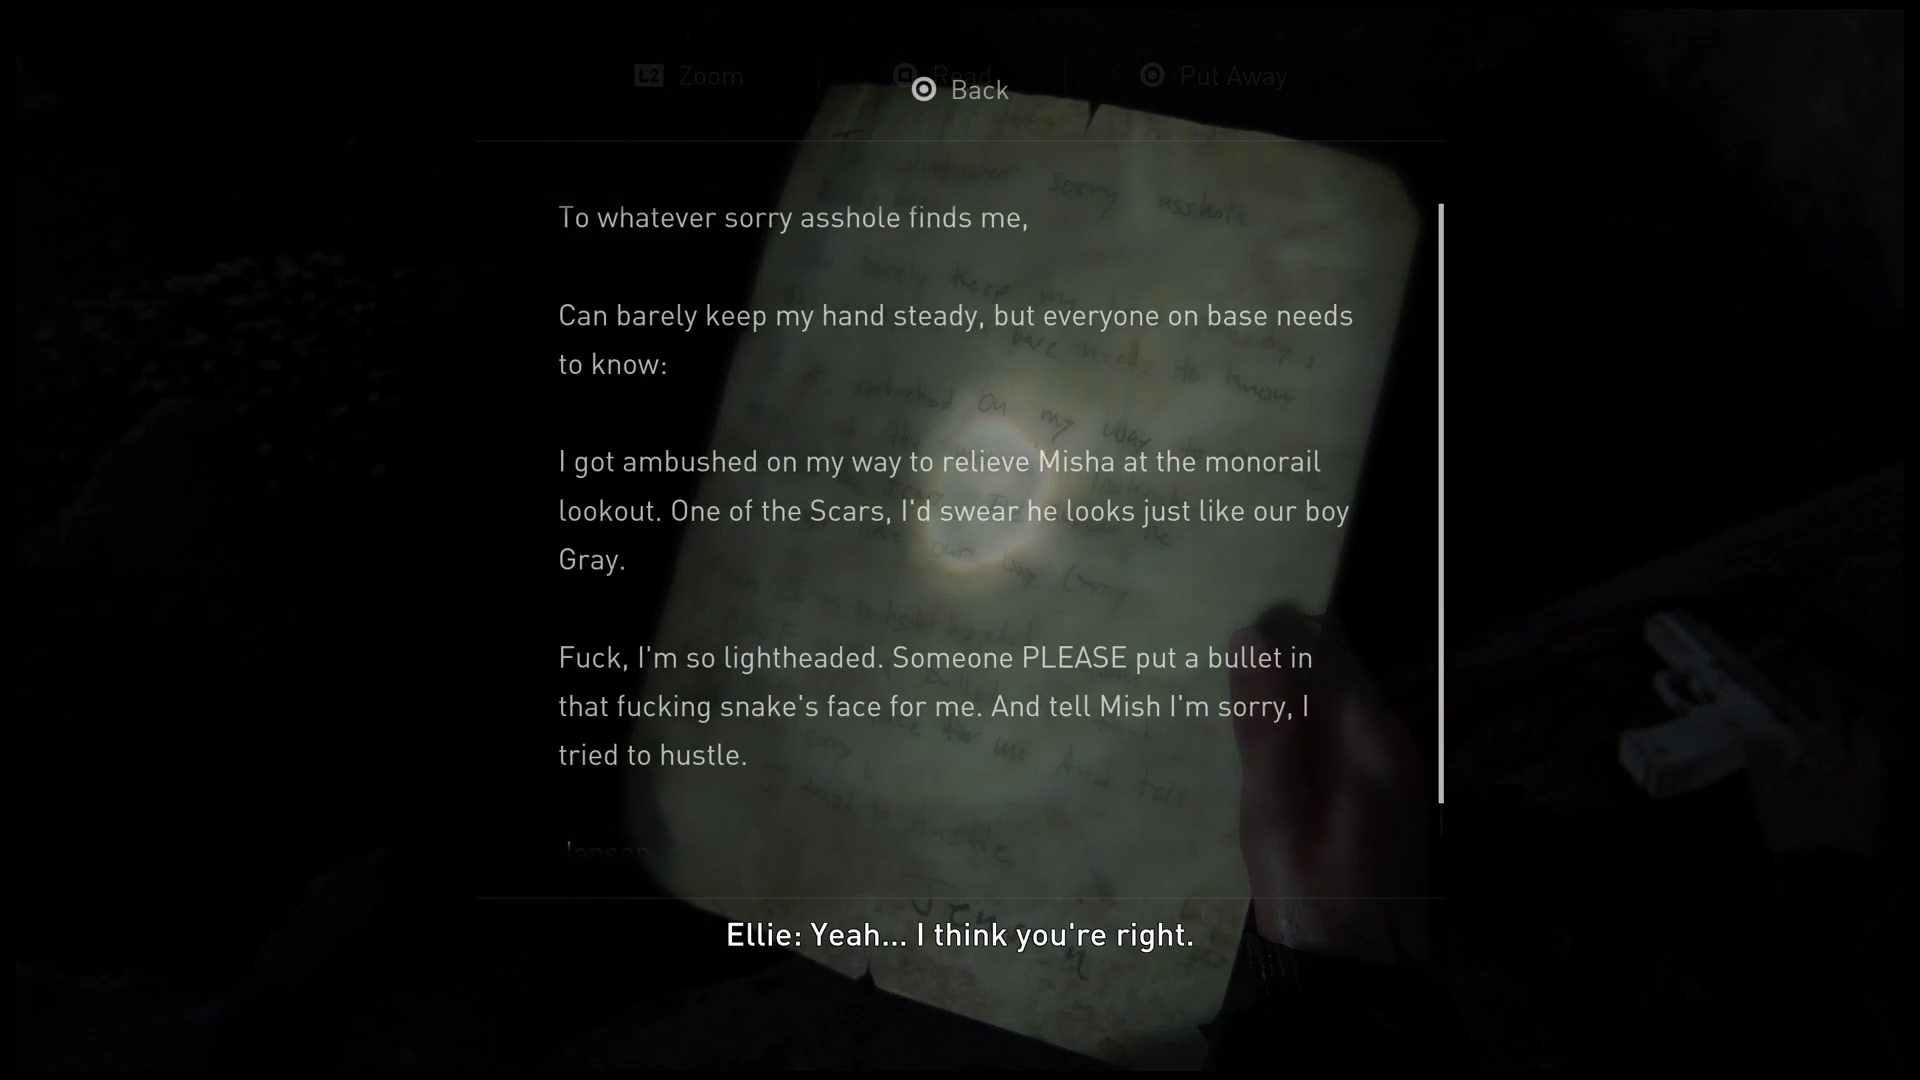 L2 Zoom Read Put Away
Back
To whatever sorry asshole finds me,
Can barely keep my hand steady, but everyone on base needs
to know:
I got ambushed on my way to relieve Misha at the monorail
lookout. One of the Scars, I'd swear he looks just like our boy
Gray.
Fuck, I'm so lightheaded. Someone PLEASE put a bullet in
that fucking snake's face for me. And tell Mish I'm sorry, I
tried to hustle.
Jensen
Ellie: Yeah... I think you're right.